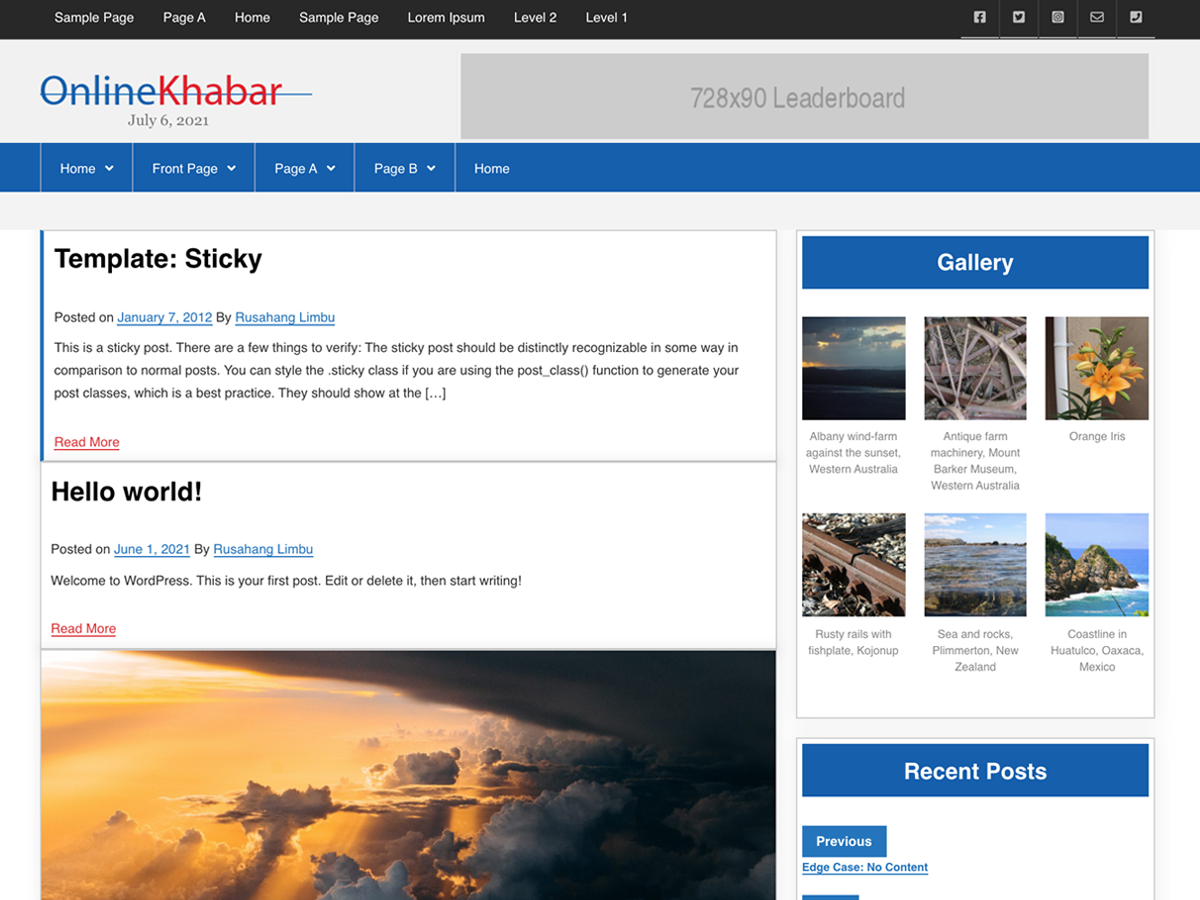 Sample Page Page A Home Sample Page Lorem Ipsum Level 2 Level 1
OnlineKhabar
July 6, 2021
728x90 Leaderboard
Home Front Page Page A Page B Home
Template: Sticky
Posted on January 7, 2012 By Rusahang Limbu
This is a sticky post. There are a few things to verify: The sticky post should be distinctly recognizable in some way in
comparison to normal posts. You can style the .sticky class if you are using the post_class() function to generate your
post classes, which is a best practice. They should show at the […]
Read More
Hello world!
Posted on June 1, 2021 By Rusahang Limbu
Welcome to WordPress. This is your first post. Edit or delete it, then start writing!
Read More
Gallery
Albany wind-farm
against the sunset,
Western Australia
Antique farm
machinery, Mount
Barker Museum,
Western Australia
Orange Iris
Rusty rails with
fishplate, Kojonup
Sea and rocks,
Plimmerton, New
Zealand
Coastline in
Huatulco, Oaxaca,
Mexico
Recent Posts
Previous
Edge Case: No Content